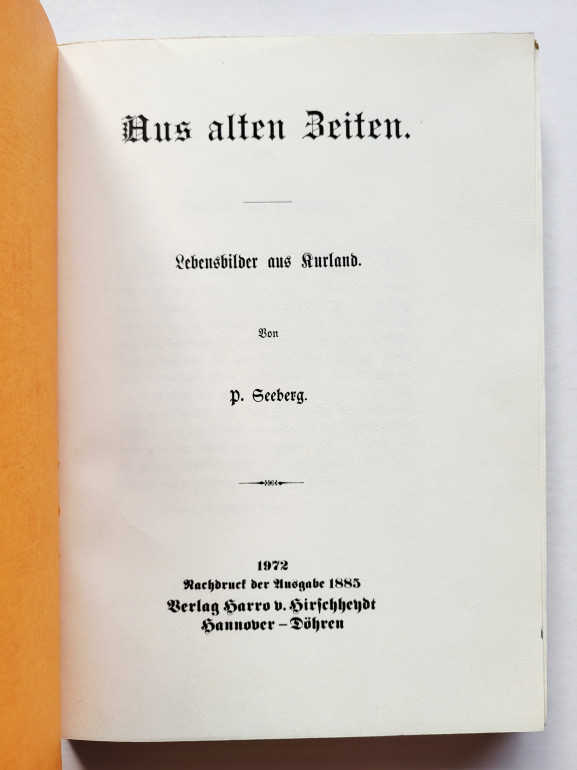 Aus alten Zeiten.
Lebensbilder aus Kurland.
Von
P. Seeberg.
1972
Nachdruck der Ausgabe 1885
Verlag Harro v. Hirschheydt
Hannover – Döhren